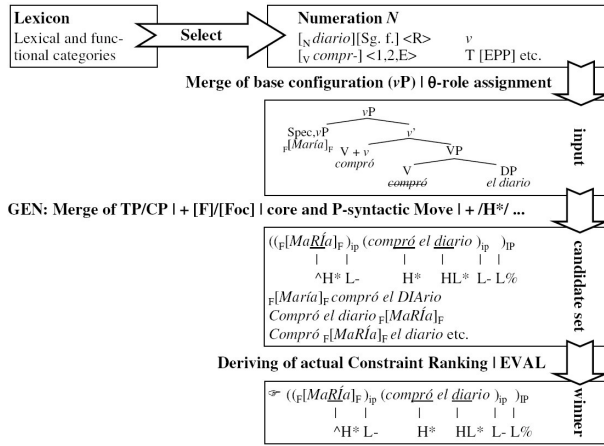 Lexicon
Lexical and func-
tional categories
Select
Numeration N
[N diario][Sg. f.] <R> v
[V compr-] <1,2,E> T [EPP] etc.
Merge of base configuration (vP) | θ-role assignment
vP
Spec,vP v'
F[María]F V + v VP
compró
V DP
compró el diario
input
GEN: Merge of TP/CP | + [F]/[Foc] | core and P-syntactic Move | + /H*/ ...
((F[MaRÍa]F )ip (compró el diario )ip )IP
^H* L- H* HL* L- L%
F[María]F compró el DIArio
Compró el diario F[MaRÍa]F
Compró F[MaRÍa]F el diario etc.
candidate set
Deriving of actual Constraint Ranking | EVAL
☞ ((F[MaRÍa]F )ip (compró el diario )ip )IP
^H* L- H* HL* L- L%
winner